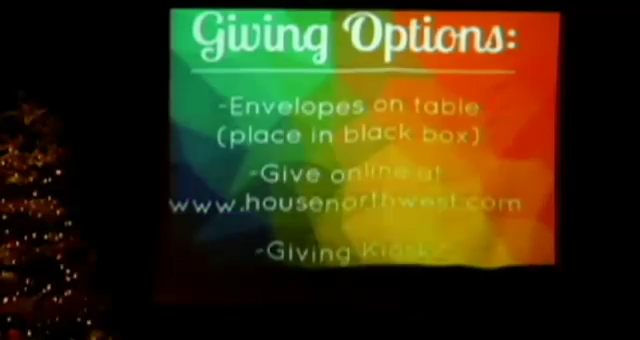 Giving Options:
-Envelopes on table
(place in black box)
-Give online at
www.housenorthwest.com
-Giving Kiosk